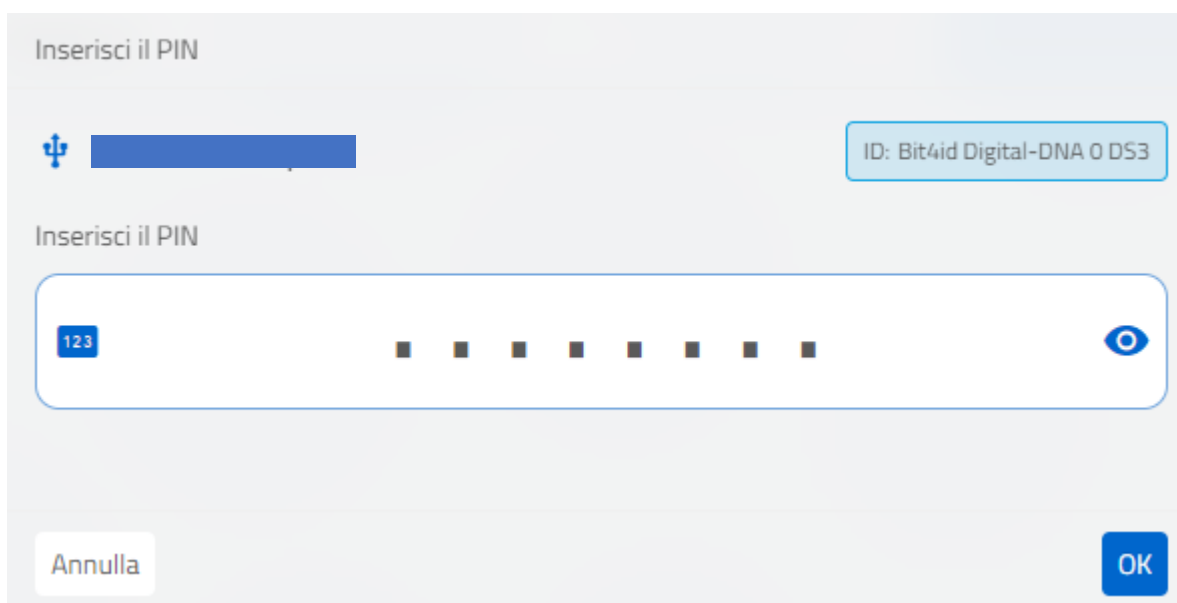 Inserisci il PIN
ID: Bit4id Digital-DNA 0 DS3
Inserisci il PIN
123
Annulla
OK